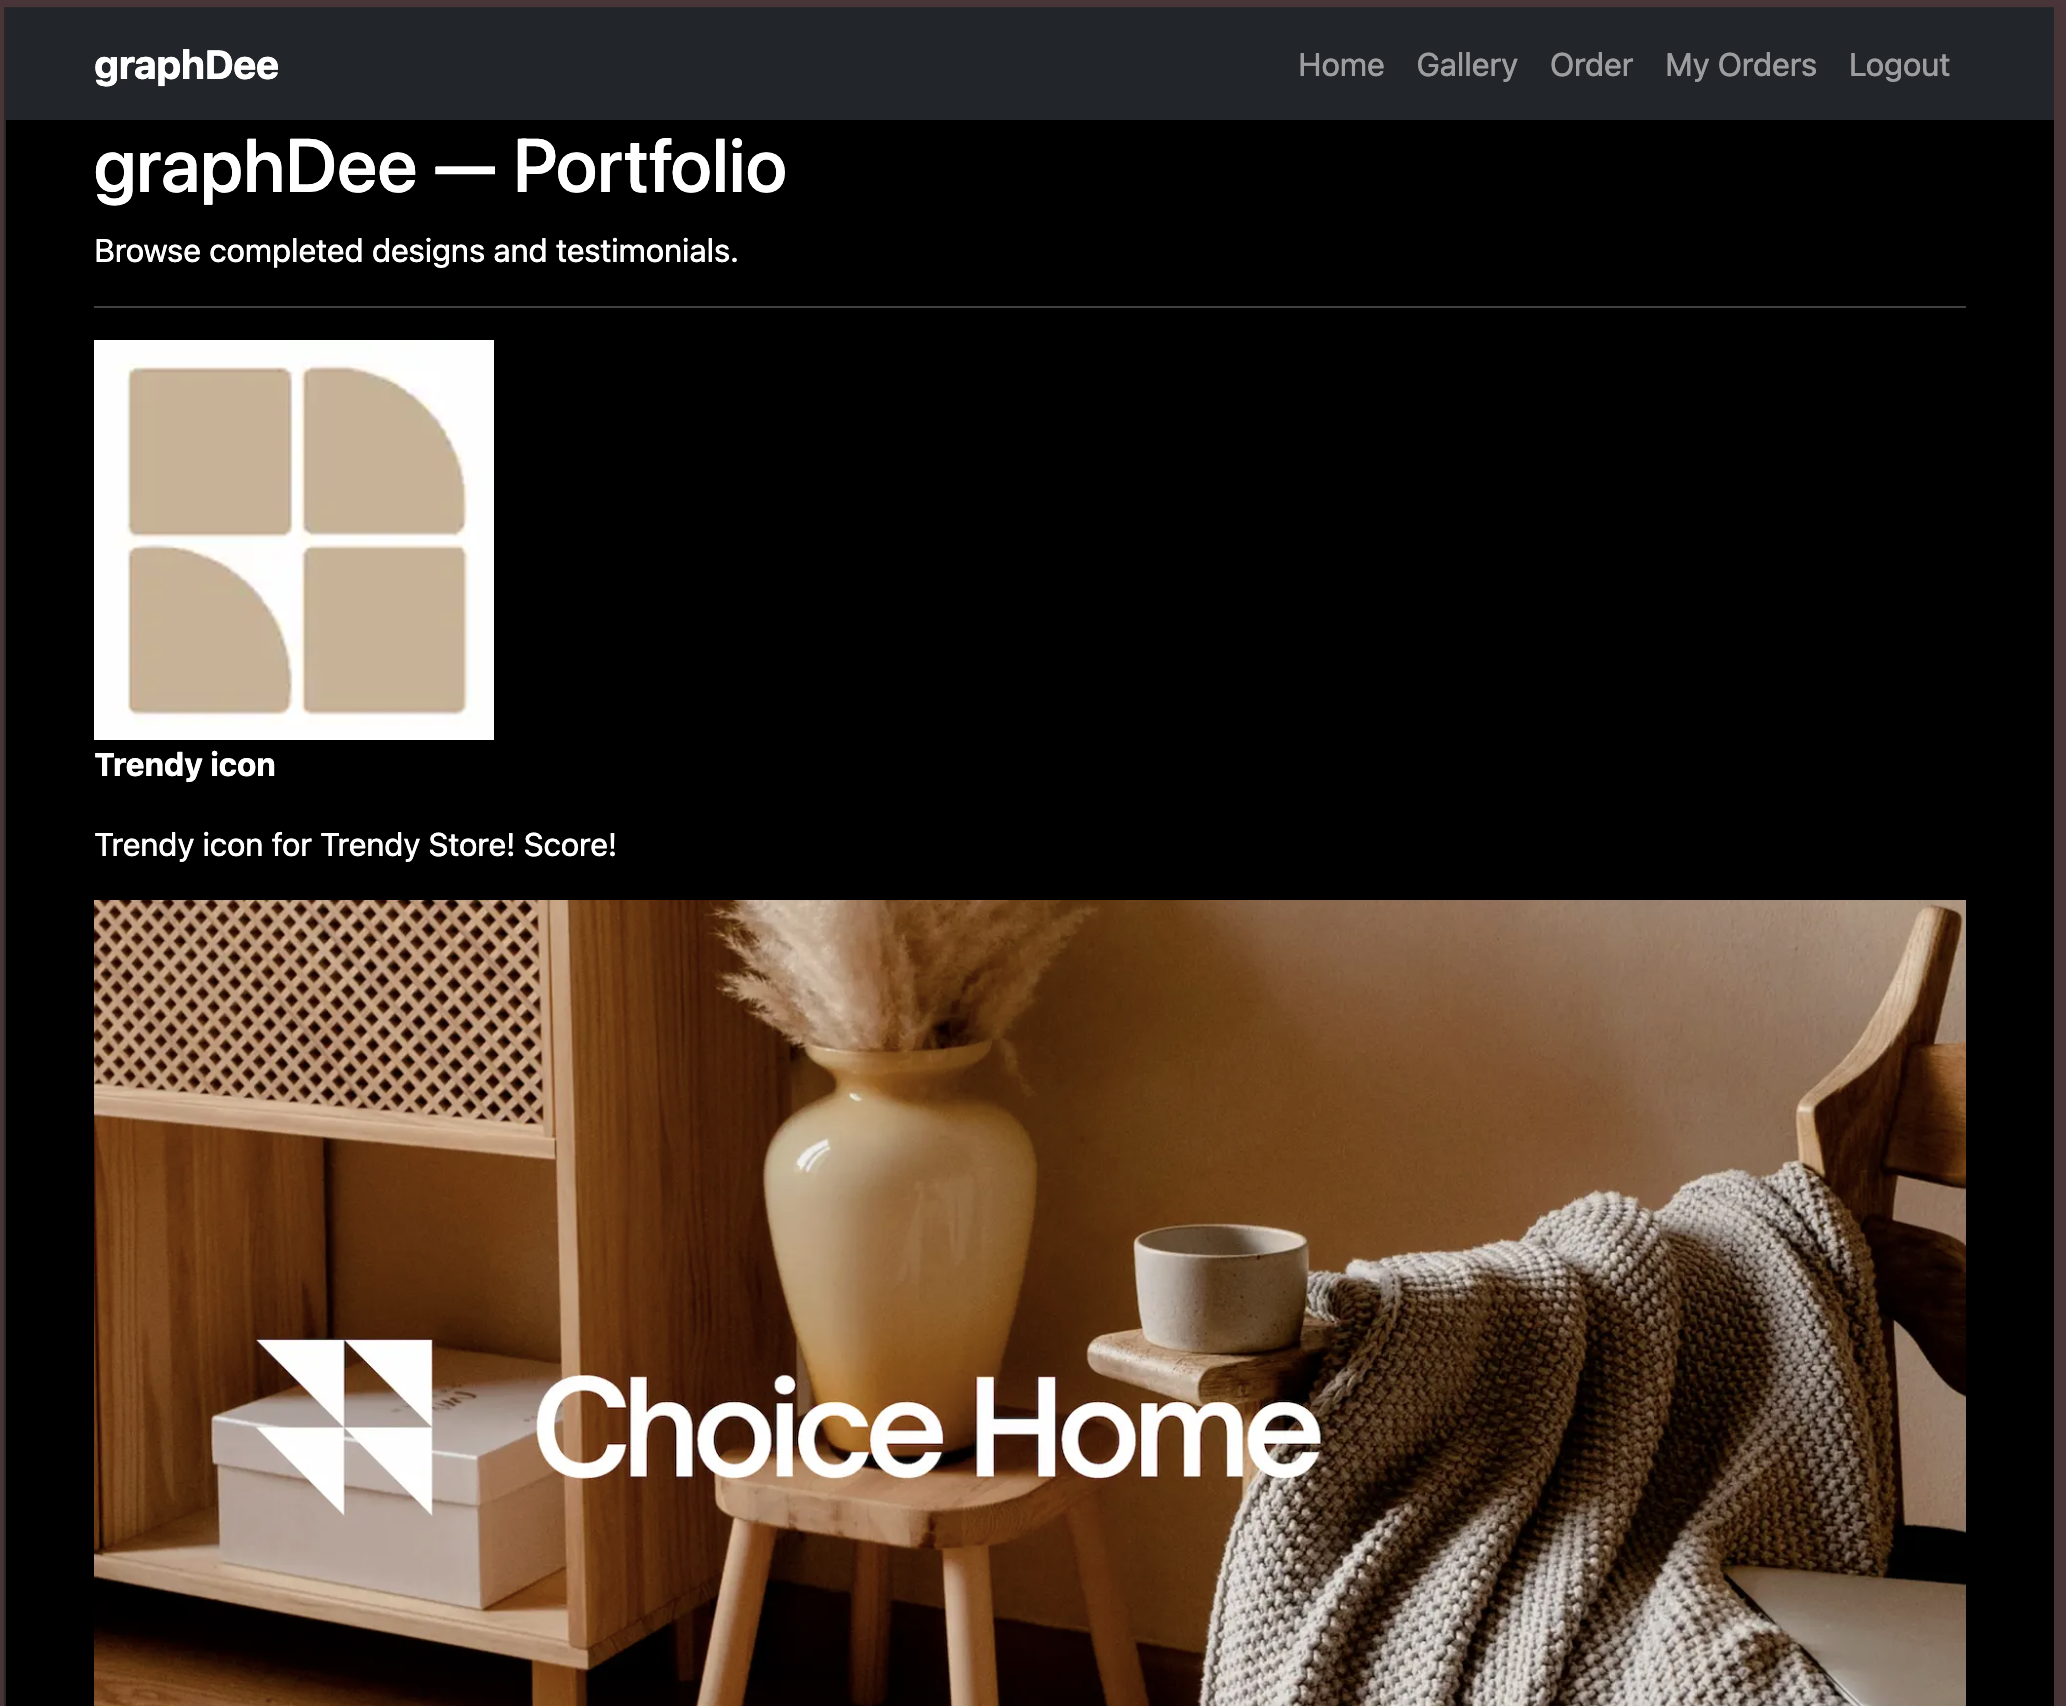 graphDee
Home Gallery Order My Orders Logout
graphDee — Portfolio
Browse completed designs and testimonials.
Trendy icon
Trendy icon for Trendy Store! Score!
Choice Home